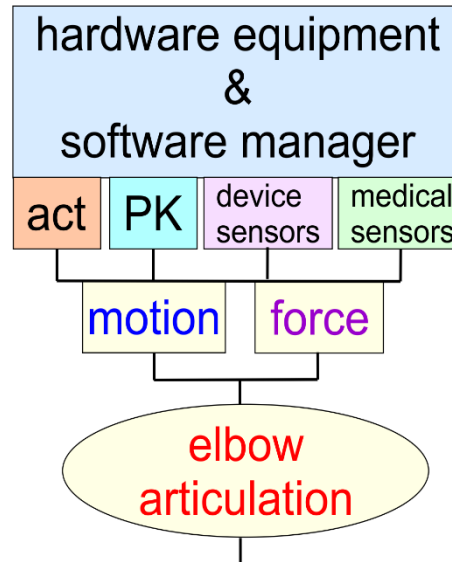 hardware equipment
&
software manager
act PK device sensors medical sensors
motion force
elbow
articulation